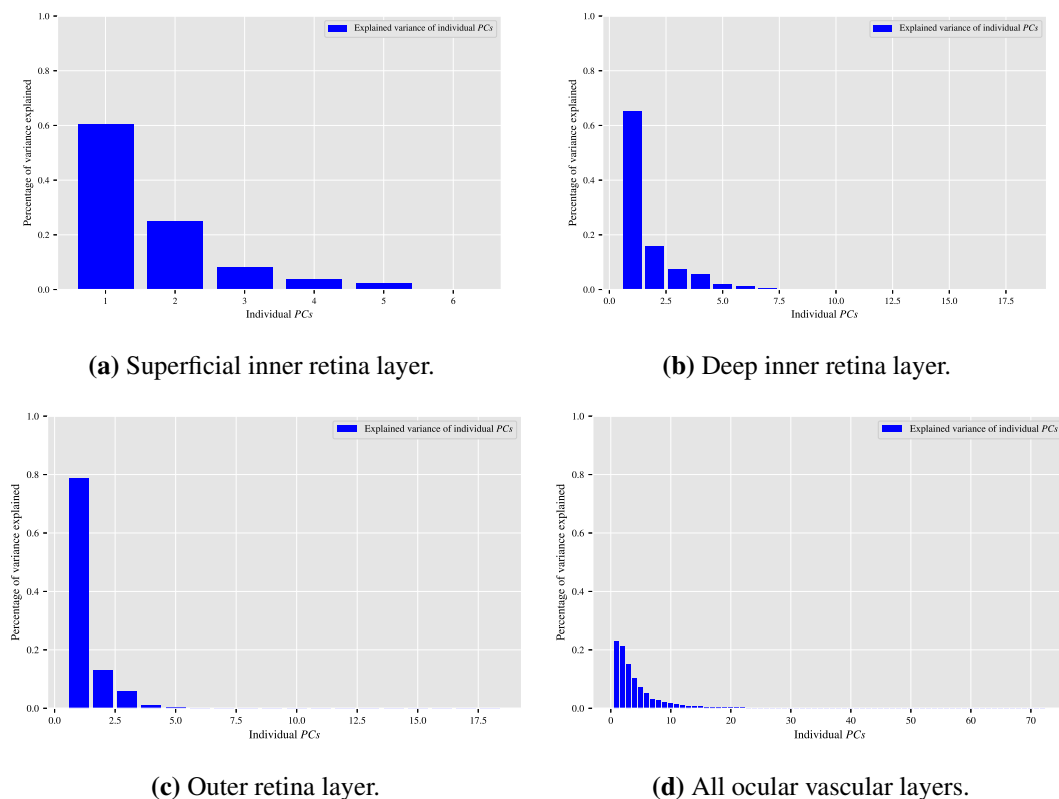 1.0
0.8
0.6
0.4
0.2
0.0
Percentage of variance explained
Explained variance of individual PCs
1 2 3 4 5 6
Individual PCs
(a) Superficial inner retina layer.
1.0
0.8
0.6
0.4
0.2
0.0
Percentage of variance explained
Explained variance of individual PCs
0.0 2.5 5.0 7.5 10.0 12.5 15.0 17.5
Individual PCs
(b) Deep inner retina layer.
1.0
0.8
0.6
0.4
0.2
0.0
Percentage of variance explained
Explained variance of individual PCs
0.0 2.5 5.0 7.5 10.0 12.5 15.0 17.5
Individual PCs
(c) Outer retina layer.
1.0
0.8
0.6
0.4
0.2
0.0
Percentage of variance explained
Explained variance of individual PCs
0 10 20 30 40 50 60 70
Individual PCs
(d) All ocular vascular layers.